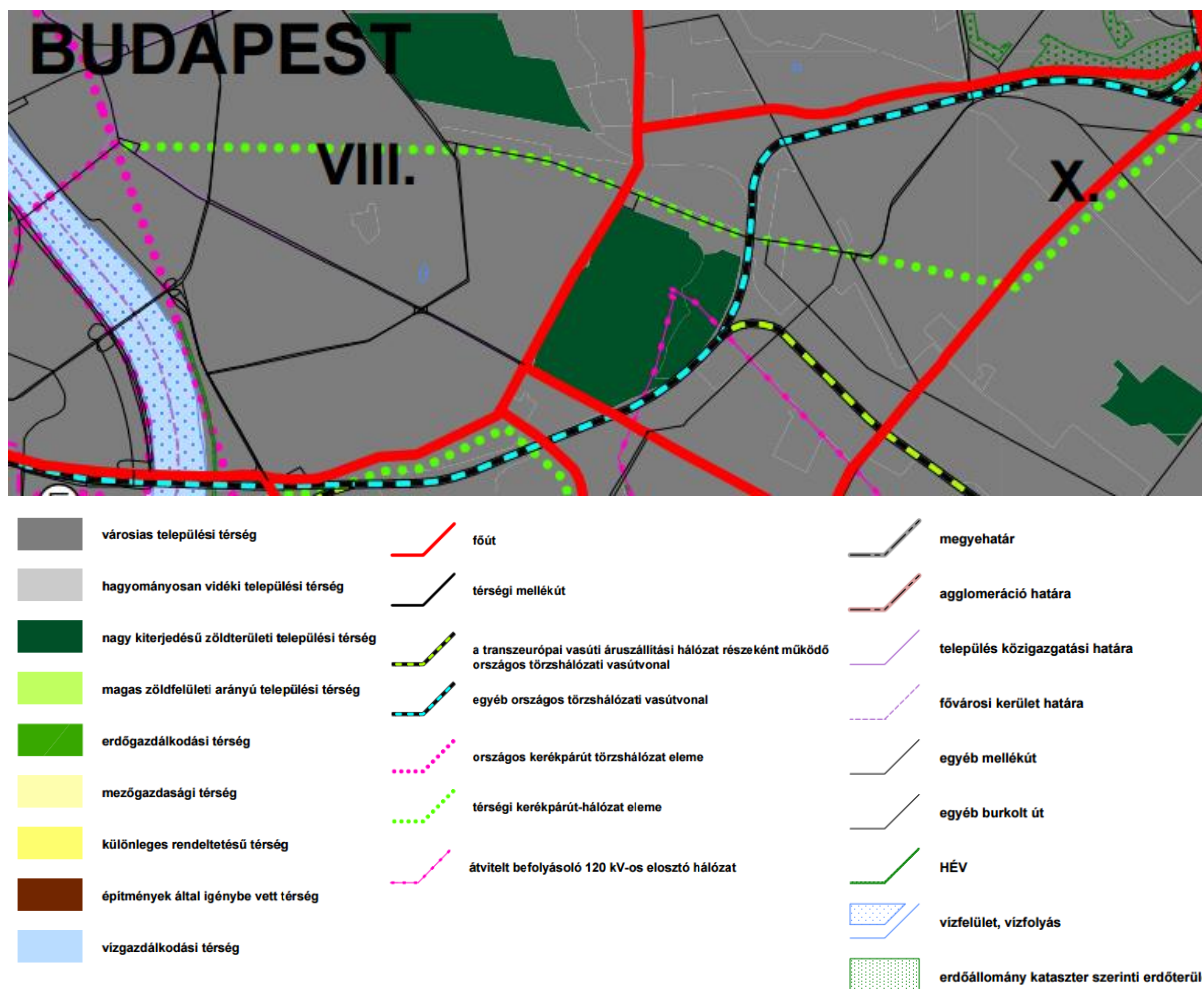 BUDAPEST
VIII.
X.
városias települési térség
hagyományosan vidéki települési térség
nagy kiterjedésű zöldterületi települési térség
magas zöldfelületi arányú települési térség
erdőgazdálkodási térség
mezőgazdasági térség
különleges rendeltetésű térség
építmények által igénybe vett térség
vízgazdálkodási térség
főút
térségi mellékút
a transzeurópai vasúti áruszállítási hálózat részeként működő
országos törzshálózati vasútvonal
egyéb országos törzshálózati vasútvonal
országos kerékpárút törzshálózat eleme
térségi kerékpárút-hálózat eleme
átvitelt befolyásoló 120 kV-os elosztó hálózat
megyehatár
agglomeráció határa
település közigazgatási határa
fővárosi kerület határa
egyéb mellékút
egyéb burkolt út
HÉV
vízfelület, vízfolyás
erdőállomány kataszter szerinti